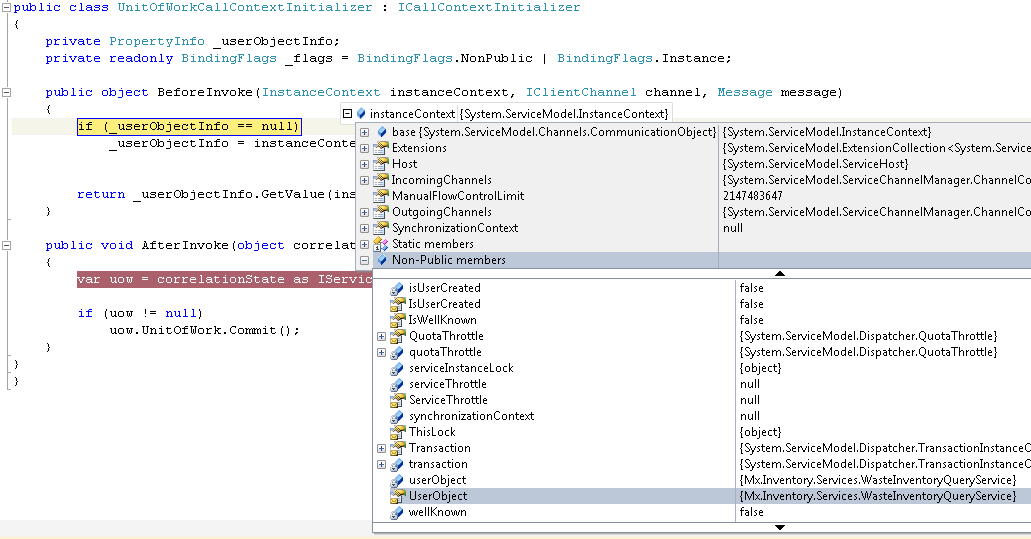 public class UnitOfWorkCallContextInitializer : ICallContextInitializer
{
private PropertyInfo _userObjectInfo;
private readonly BindingFlags _flags = BindingFlags.NonPublic | BindingFlags.Instance;
public object BeforeInvoke(InstanceContext instanceContext, IClientChannel channel, Message message)
{
if (_userObjectInfo == null)
_userObjectInfo = instanceConte
return _userObjectInfo.GetValue(ins
}
public void AfterInvoke(object correlat
{
var uow = correlationState as IServic
if (uow != null)
uow.UnitOfWork.Commit();
}
}
}
instanceContext {System.ServiceModel.InstanceContext}
base {System.ServiceModel.Channels.CommunicationObject} {System.ServiceModel.InstanceContext}
Extensions {System.ServiceModel.ExtensionCollection<System.Service
Host {System.ServiceModel.ServiceHost}
IncomingChannels {System.ServiceModel.ServiceChannelManager.ChannelCo
ManualFlowControlLimit 2147483647
OutgoingChannels {System.ServiceModel.ServiceChannelManager.ChannelCo
SynchronizationContext null
Static members
Non-Public members
isUserCreated false
IsUserCreated false
IsWellKnown false
QuotaThrottle {System.ServiceModel.Dispatcher.QuotaThrottle}
quotaThrottle {System.ServiceModel.Dispatcher.QuotaThrottle}
serviceInstanceLock {object}
serviceThrottle null
ServiceThrottle null
synchronizationContext null
ThisLock {object}
Transaction {System.ServiceModel.Dispatcher.TransactionInstanceC
transaction {System.ServiceModel.Dispatcher.TransactionInstanceC
userObject {Mx.Inventory.Services.WasteInventoryQueryService}
UserObject {Mx.Inventory.Services.WasteInventoryQueryService}
wellKnown false